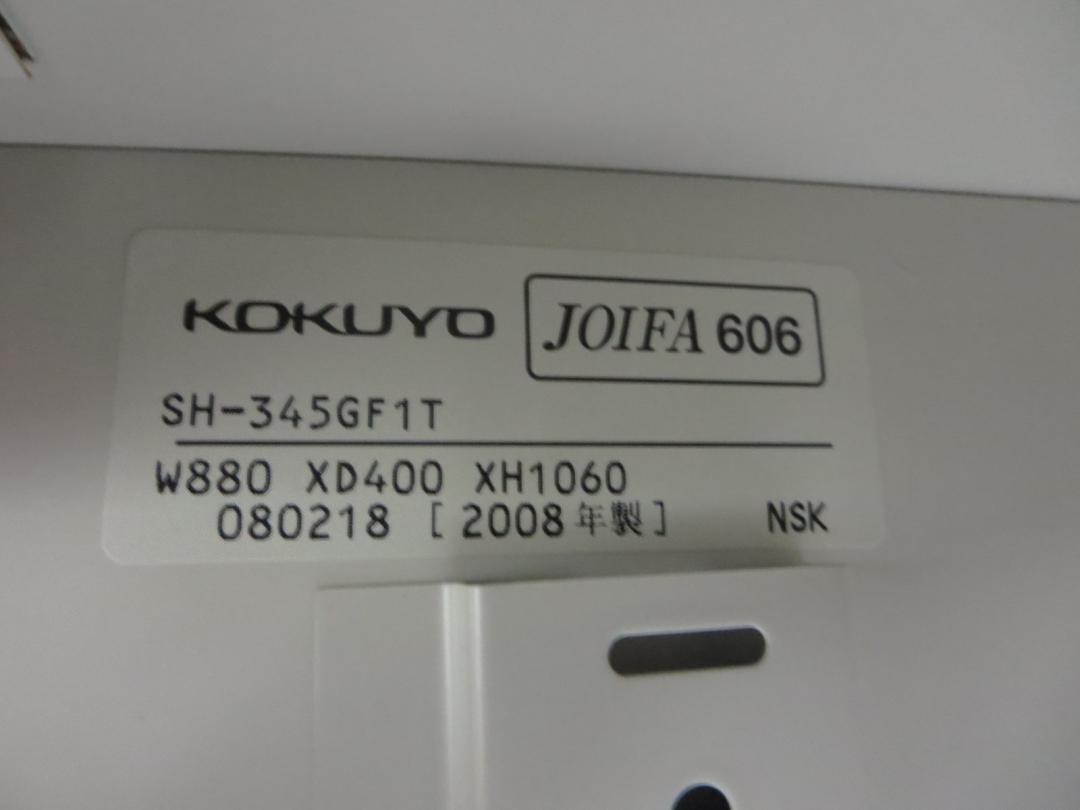 KOKUYO JOIFA 606
SH-345GF1T
W880 XD400 XH1060
080218 [2008年製] NSK